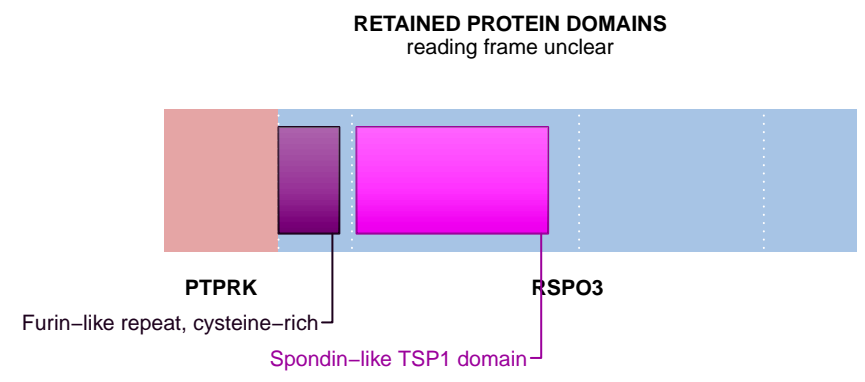 RETAINED PROTEIN DOMAINS
reading frame unclear
PTPRK
RSPO3
Furin−like repeat, cysteine−rich
Spondin−like TSP1 domain